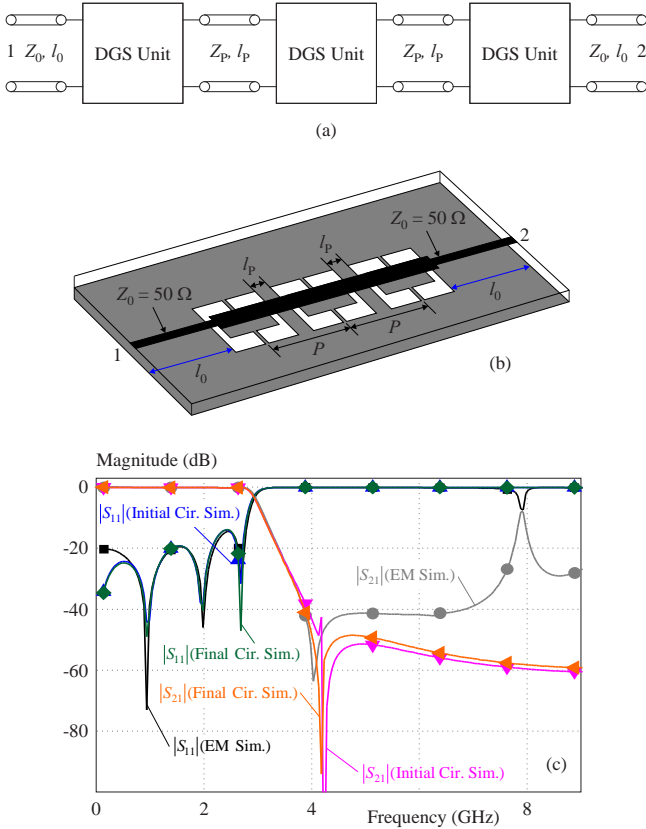 1 Z0, l0 DGS Unit ZP, lP DGS Unit ZP, lP DGS Unit Z0, l0 2
(a)
Z0 = 50 Ω
2
lP
lP
Z0 = 50 Ω
l0
P
P
1
l0
(b)
Magnitude (dB)
0
|S11|(Initial Cir. Sim.)
-20
|S21|(EM Sim.)
-40
|S11|(Final Cir. Sim.)
-60
|S21|(Final Cir. Sim.)
-80
|S11|(EM Sim.)
|S21|(Initial Cir. Sim.)
(c)
0 2 4 6 8
Frequency (GHz)